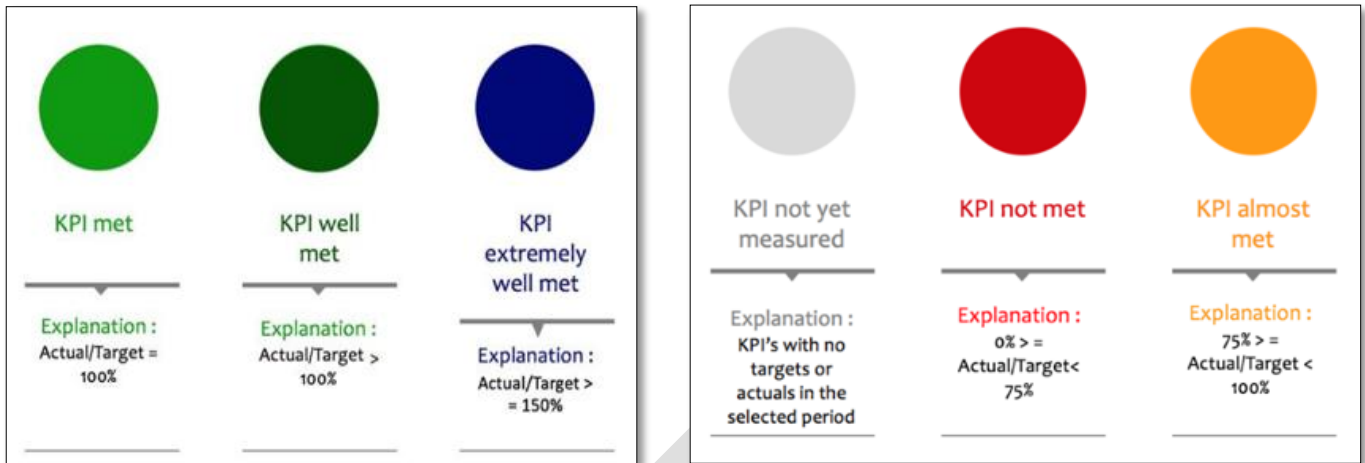 KPI met
Explanation :
Actual/Target =
100%
KPI well
met
Explanation :
Actual/Target >
100%
KPI
extremely
well met
Explanation :
Actual/Target >
= 150%
KPI not yet
measured
Explanation :
KPI's with no
targets or
actuals in the
selected period
KPI not met
Explanation :
0% > =
Actual/Target<
75%
KPI almost
met
Explanation :
75% > =
Actual/Target <
100%